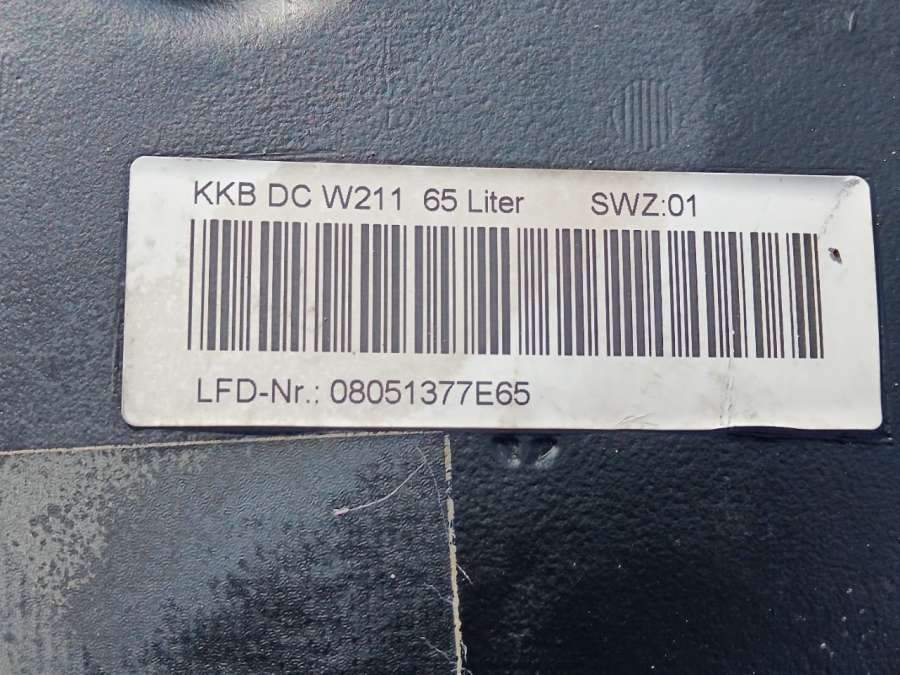 KKB DC W211 65 Liter SWZ:01
LFD-Nr.: 08051377E65